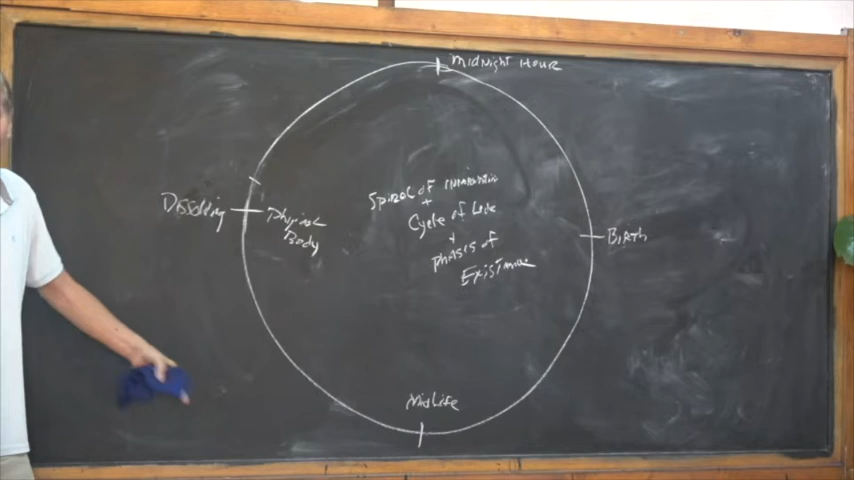 Midnight Hour
Spiral of
+
Cycle of Life
+
Phases of
Existence
Dissolving
Physical
Body
Birth
Midlife